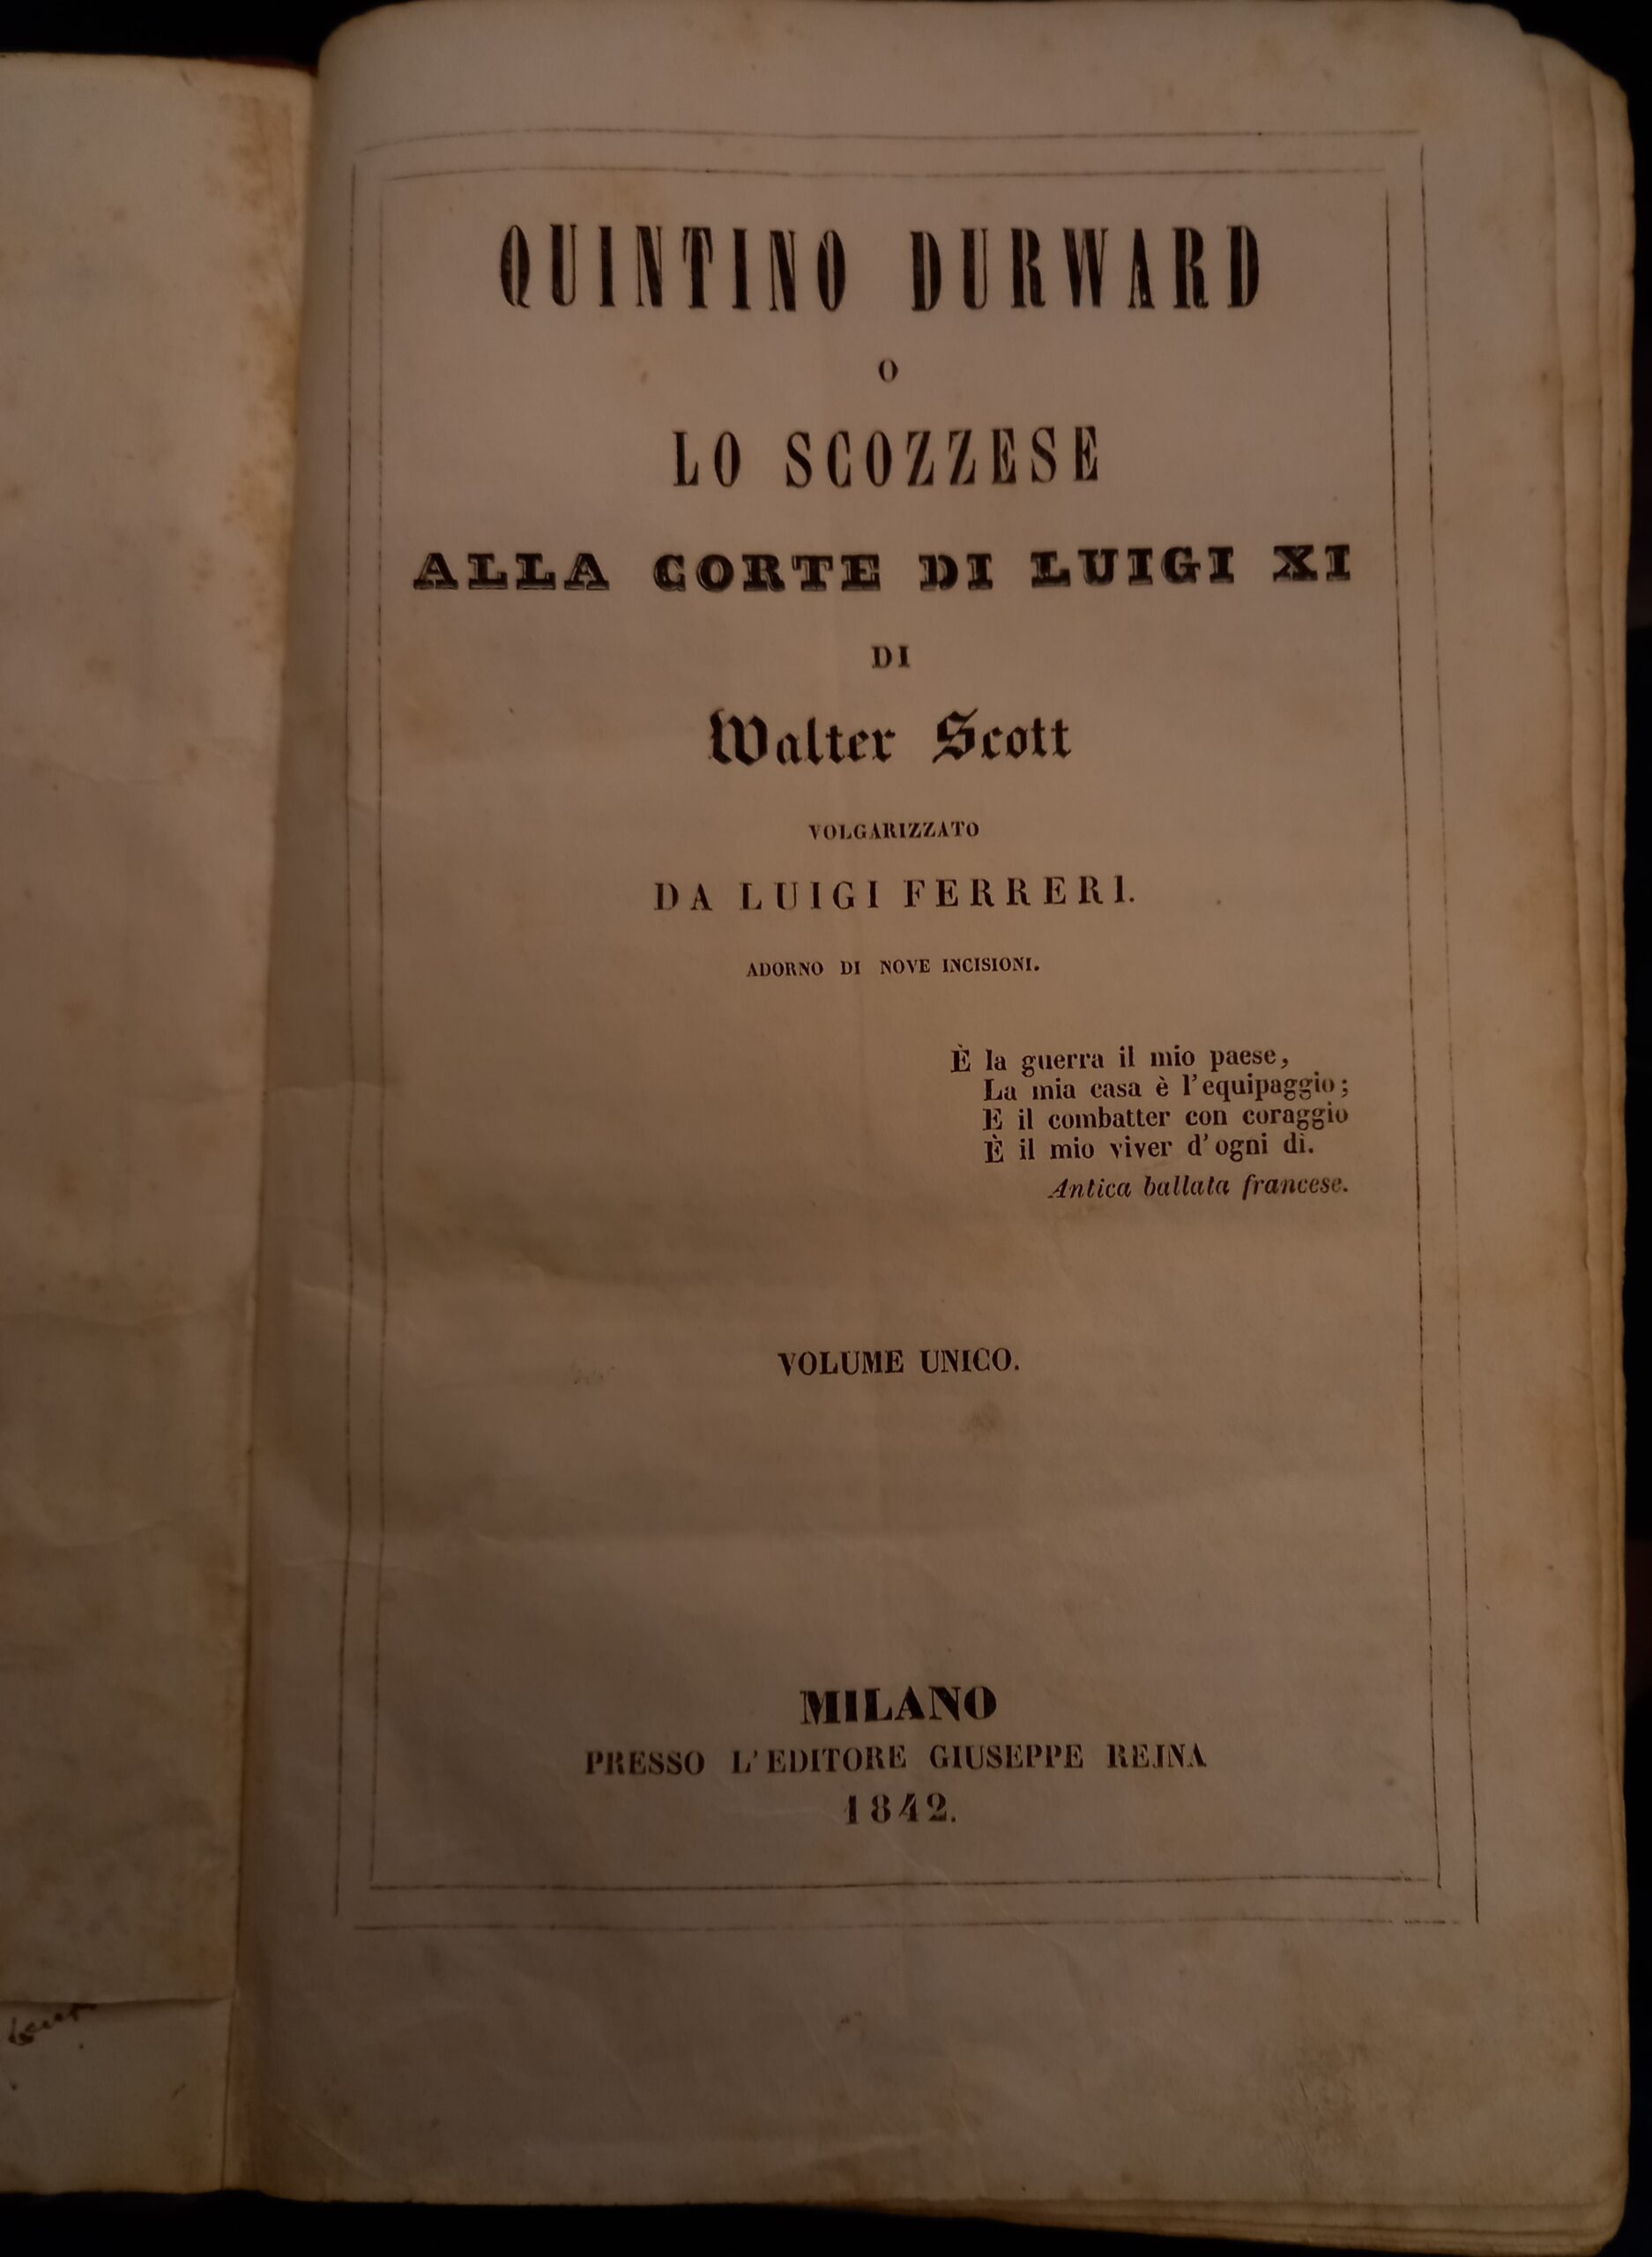 QUINTINO DURWARD
O
LO SCOZZESE
ALLA CORTE DI LUIGI XI
DI
Walter Scott
VOLGARIZZATO
DA LUIGI FERRERI.
ADORNO DI NOVE INCISIONI.
È la guerra il mio paese,
La mia casa è l'equipaggio;
E il combatter con coraggio
È il mio viver d'ogni dì.
Antica ballata francese.
VOLUME UNICO.
MILANO
PRESSO L'EDITORE GIUSEPPE REINA
1842.